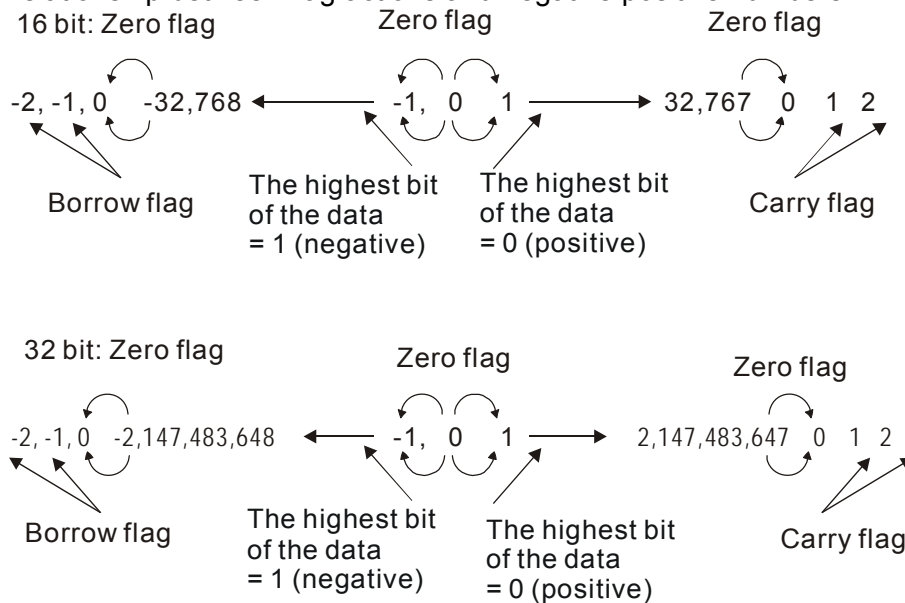 16 bit: Zero flag Zero flag Zero flag
-2, -1, 0 -32,768 -1, 0 1 32,767 0 1 2
Borrow flag
The highest bit
of the data
= 1 (negative)
The highest bit
of the data
= 0 (positive)
Carry flag
32 bit: Zero flag Zero flag Zero flag
-2, -1, 0 -2,147,483,648 -1, 0 1 2,147,483,647 0 1 2
Borrow flag
The highest bit
of the data
= 1 (negative)
The highest bit
of the data
= 0 (positive)
Carry flag